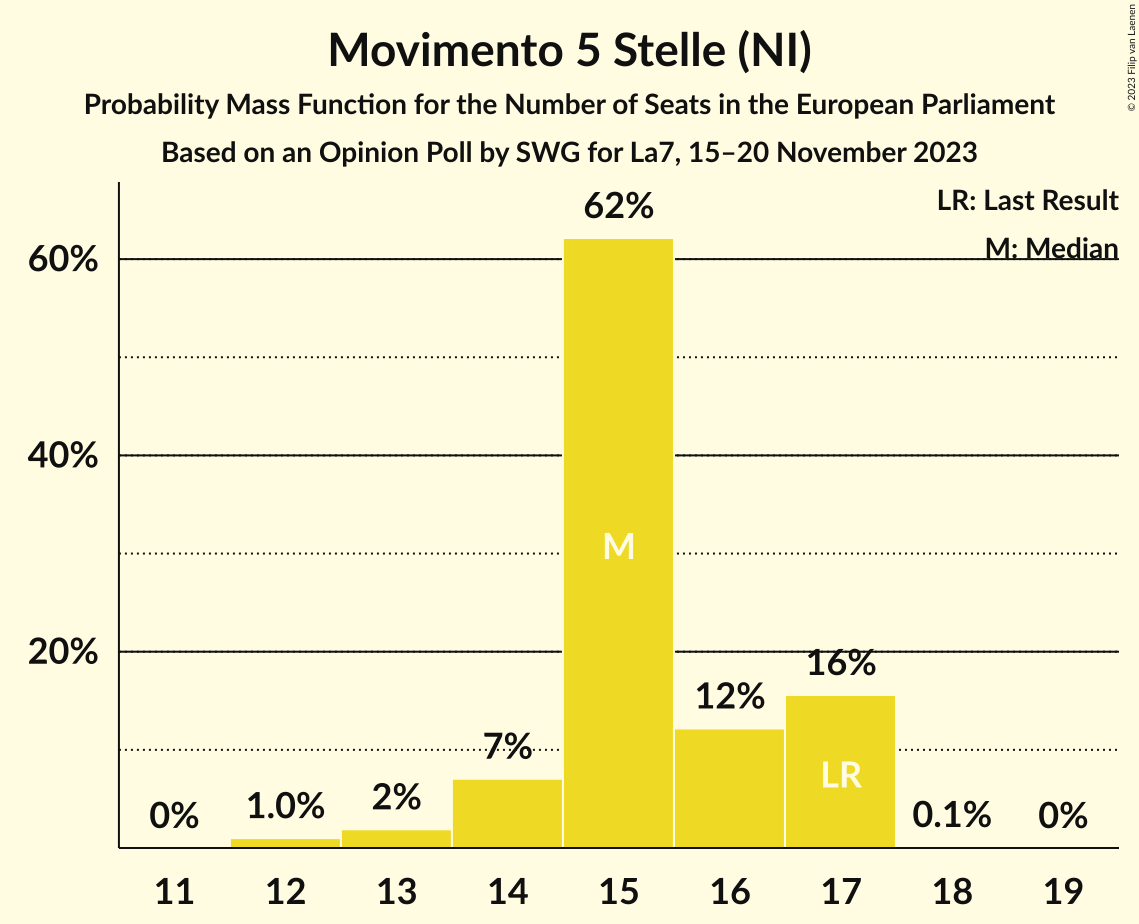 Movimento 5 Stelle (NI)
Probability Mass Function for the Number of Seats in the European Parliament
Based on an Opinion Poll by SWG for La7, 15–20 November 2023
© 2023 Filip van Laenen
LR: Last Result
M: Median
60%
40%
20%
0%
1.0%
2%
7%
62%
12%
16%
0.1%
0%
M
LR
11 12 13 14 15 16 17 18 19